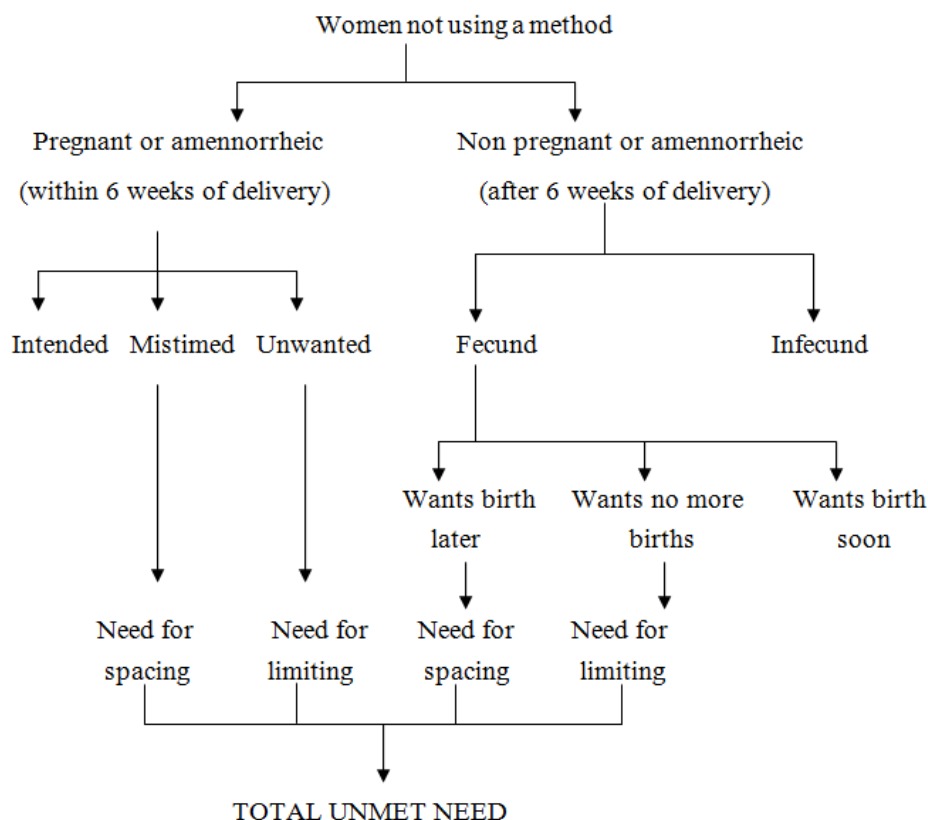 Women not using a method
Pregnant or amennorrheic
(within 6 weeks of delivery)
Non pregnant or amennorrheic
(after 6 weeks of delivery)
Intended
Mistimed
Unwanted
Fecund
Infecund
Wants birth
later
Wants no more
births
Wants birth
soon
Need for
spacing
Need for
limiting
Need for
spacing
Need for
limiting
TOTAL UNMET NEED